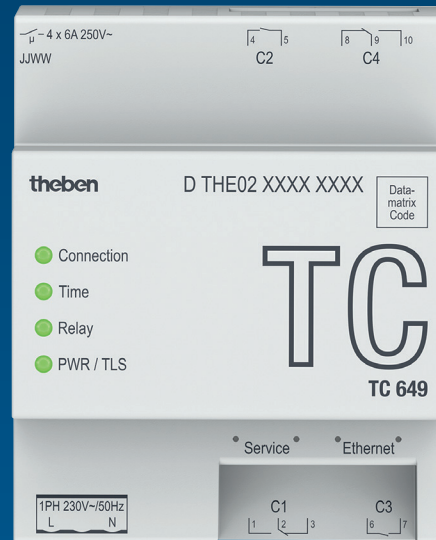 4 x 6A 250V~
µ
JJWW
4 5
C2
8 9 10
C4
theben
D THE02 XXXX XXXX
Data-
matrix
Code
Connection
Time
Relay
PWR / TLS
TC
TC 649
Service
Ethernet
1PH 230V~/50Hz
L N
C1
1 2 3
C3
6 7